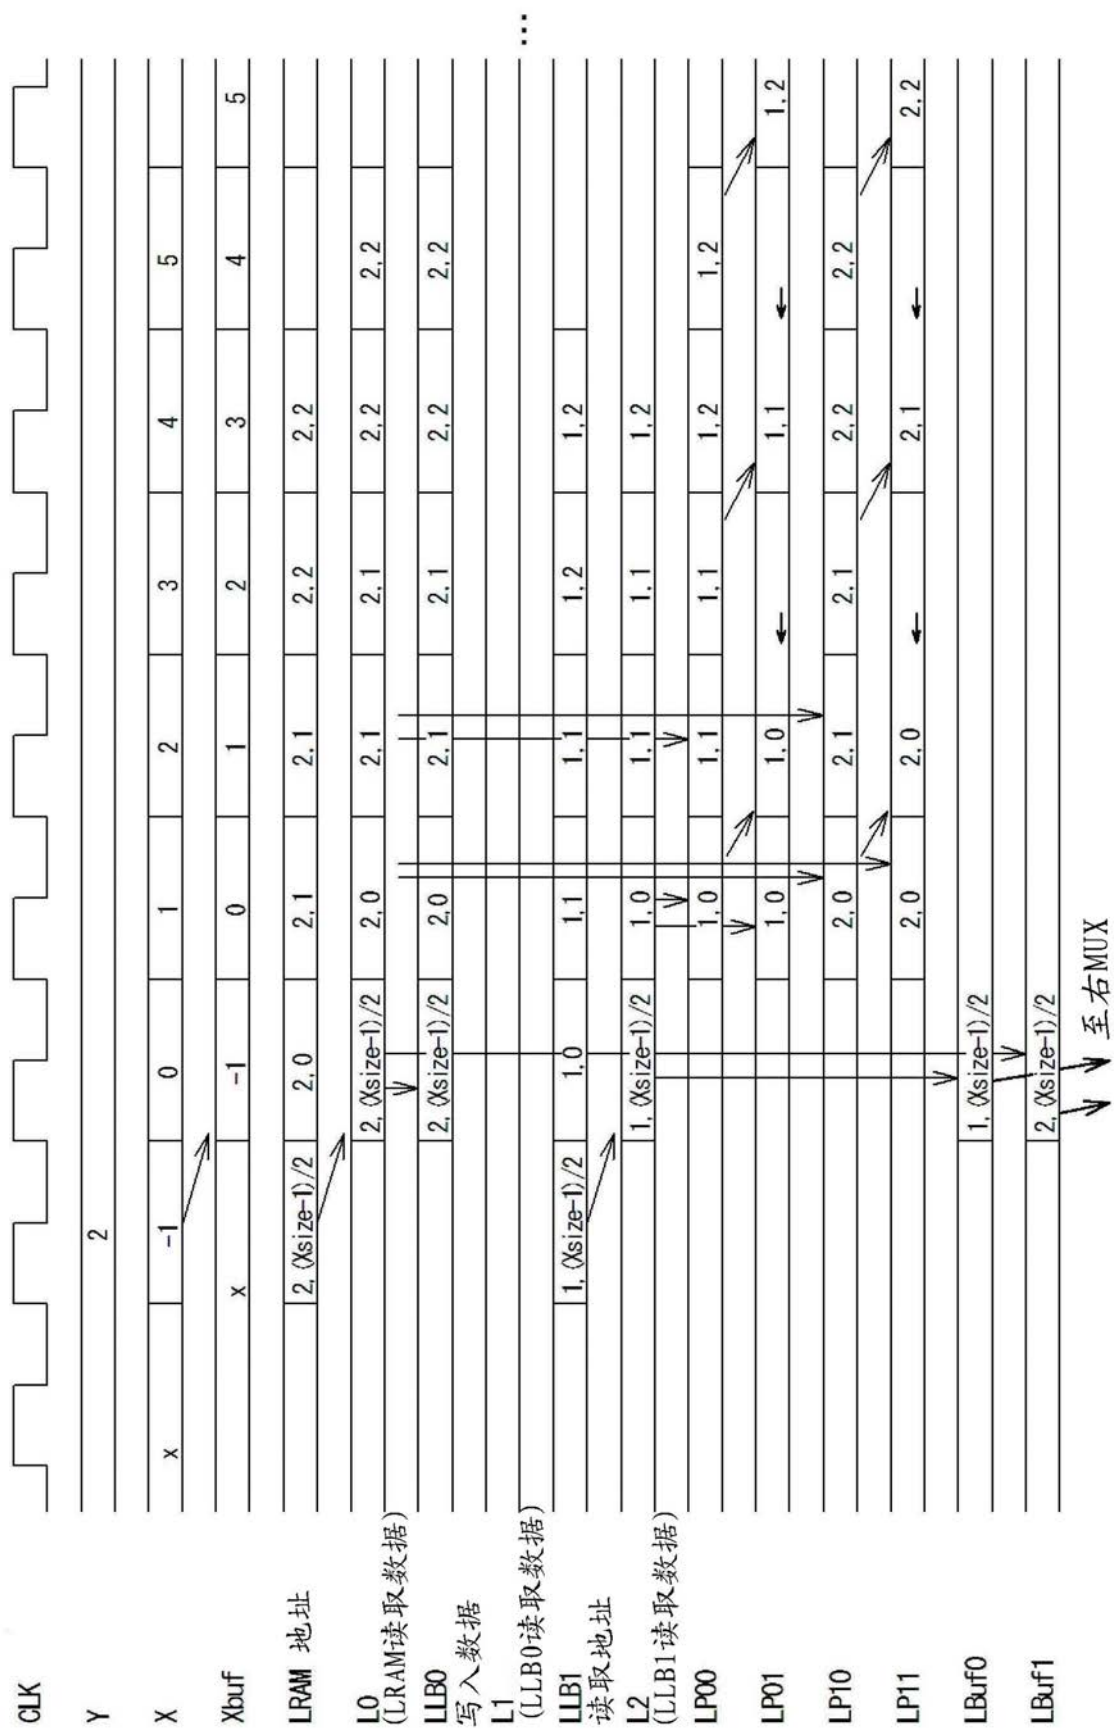 CLK
Y 2
X x -1 0 1 2 3 4 5
Xbuf x -1 0 1 2 3 4 5
LRAM 地址 2,(Xsize-1)/2 2,0 2,1 2,1 2,2 2,2
L0 2,(Xsize-1)/2 2,0 2,1 2,1 2,2 2,2
(LRAM读取数据)
LLB0 2,(Xsize-1)/2 2,0 2,1 2,1 2,2 2,2
写入数据
L1
(LLB0读取数据) ...
LLB1 1,(Xsize-1)/2 1,0 1,1 1,1 1,2 1,2
读取地址
L2 1,(Xsize-1)/2 1,0 1,1 1,1 1,2
(LLB1读取数据)
LP00 1,0 1,1 1,1 1,2 1,2
LP01 1,0 1,0 1,1 1,2
LP10 2,0 2,1 2,1 2,2 2,2
LP11 2,0 2,0 2,1 2,2
LBuf0 1,(Xsize-1)/2
LBuf1 2,(Xsize-1)/2
至右MUX